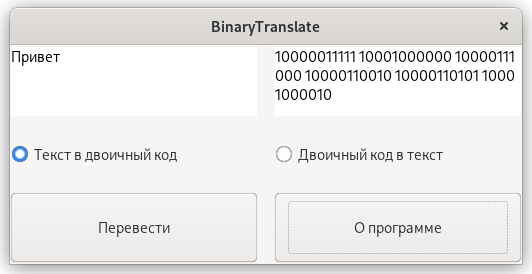 BinaryTranslate
Привет
10000011111 10001000000 10000111
000 10000110010 10000110101 1000
1000010
Текст в двоичный код
Двоичный код в текст
Перевести
О программе